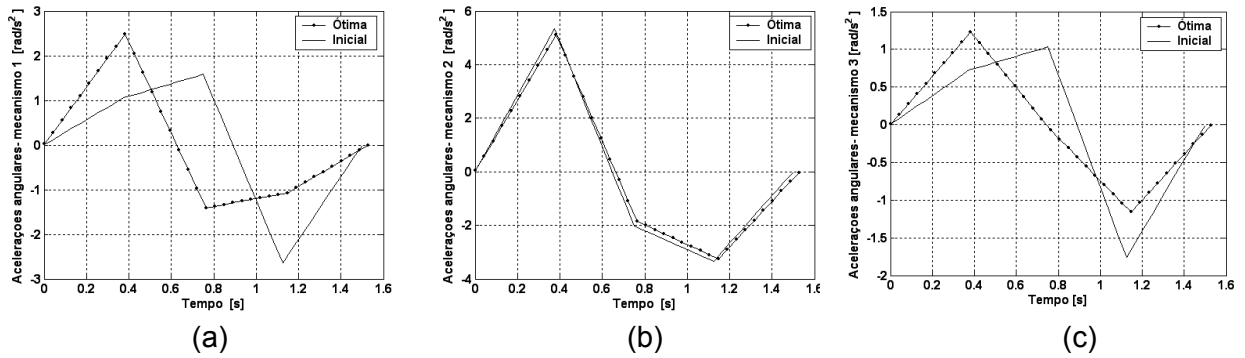 Acelerações angulares- mecanismo 1 [rad/s²]
3
2
1
0
-1
-2
-3
0 0.2 0.4 0.6 0.8 1 1.2 1.4 1.6
Tempo [s]
Ótima
Inicial
(a)
Acelerações angulares- mecanismo 2 [rad/s²]
6
4
2
0
-2
-4
0 0.2 0.4 0.6 0.8 1 1.2 1.4 1.6
Tempo [s]
Ótima
Inicial
(b)
Acelerações angulares- mecanismo 3 [rad/s²]
1.5
1
0.5
0
-0.5
-1
-1.5
-2
0 0.2 0.4 0.6 0.8 1 1.2 1.4 1.6
Tempo [s]
Ótima
Inicial
(c)